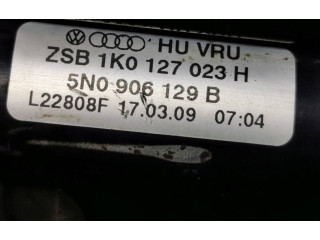 HU VRU
ZSB 1K0 127 023 H
5N0 906 129 B
L22808F 17.03.09 07:04